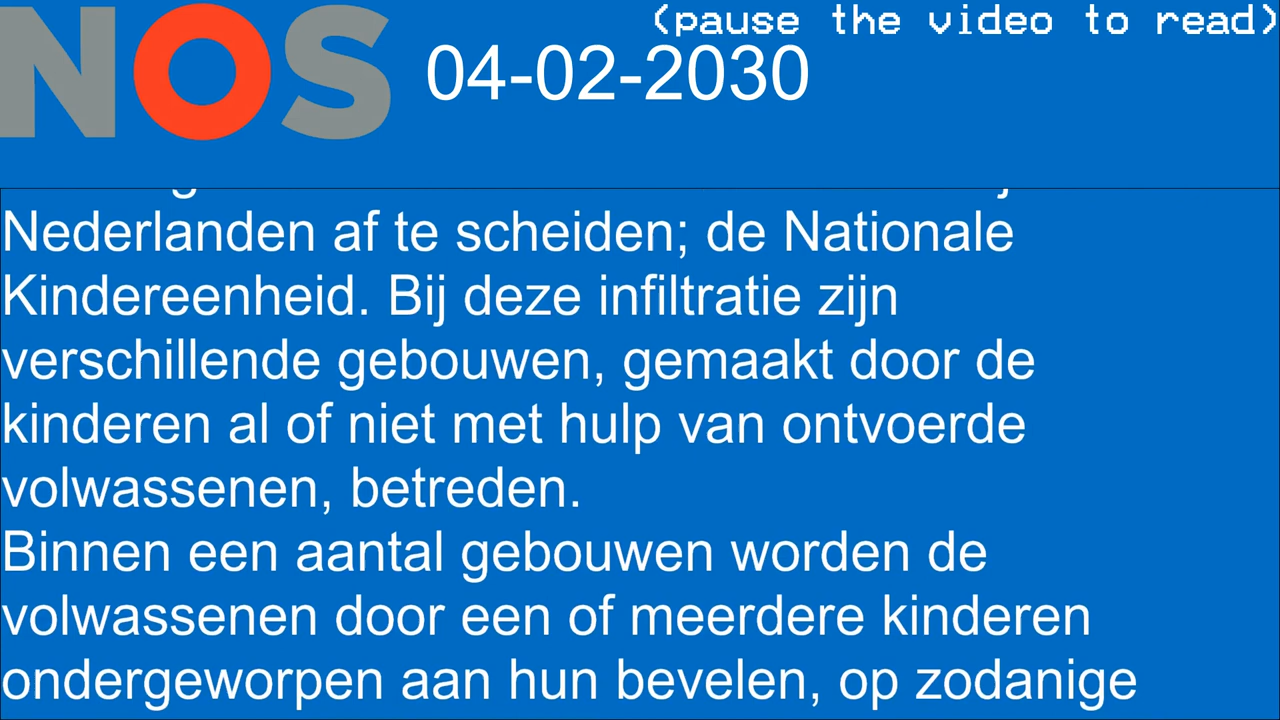 (pause the video to read)
NOS
04-02-2030
Nederlanden af te scheiden; de Nationale
Kindereenheid. Bij deze infiltratie zijn
verschillende gebouwen, gemaakt door de
kinderen al of niet met hulp van ontvoerde
volwassenen, betreden.
Binnen een aantal gebouwen worden de
volwassenen door een of meerdere kinderen
ondergeworpen aan hun bevelen, op zodanige